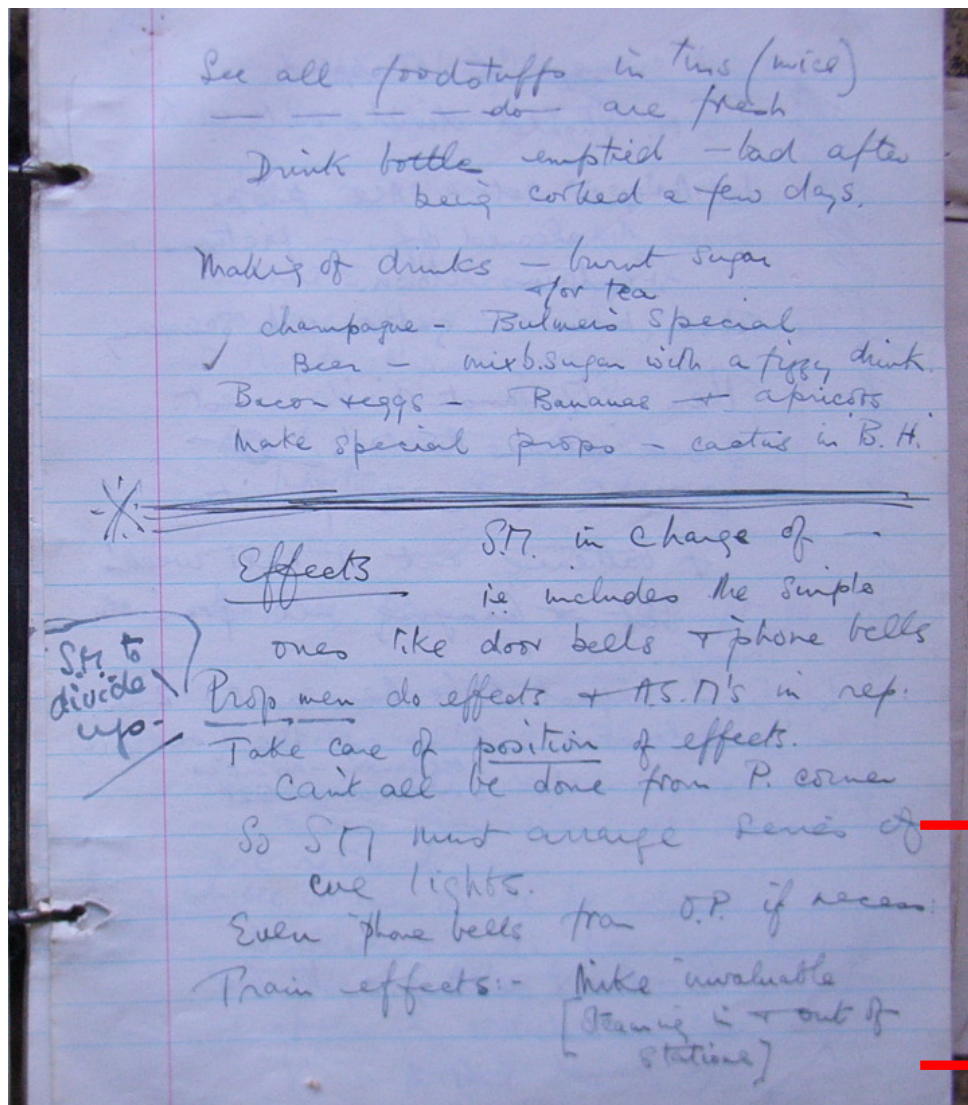 See all foodstuffs in tins (mice)
— — — — do — are fresh
Drink bottle emptied – bad after
being corked a few days.
Making of drinks – burnt sugar
for tea
champagne – Bulmers special
✓ Beer – mix b. sugar with a fizzy drink.
Bacon + eggs – Bananas + apricots
Make special props – cactus in 'B. H.'
Effects S.M. in charge of —
i.e. includes the simple
ones like door bells + 'phone bells
S.M. to
divide
up –
Prop men do effects + A.S.M's in rep.
Take care of position of effects.
Can't all be done from P. corner
So SM must arrange series of
cue lights.
Even 'phone bells from O.P. if necess:
Train effects:- Mike invaluable
[Steaming in + out of
stations]